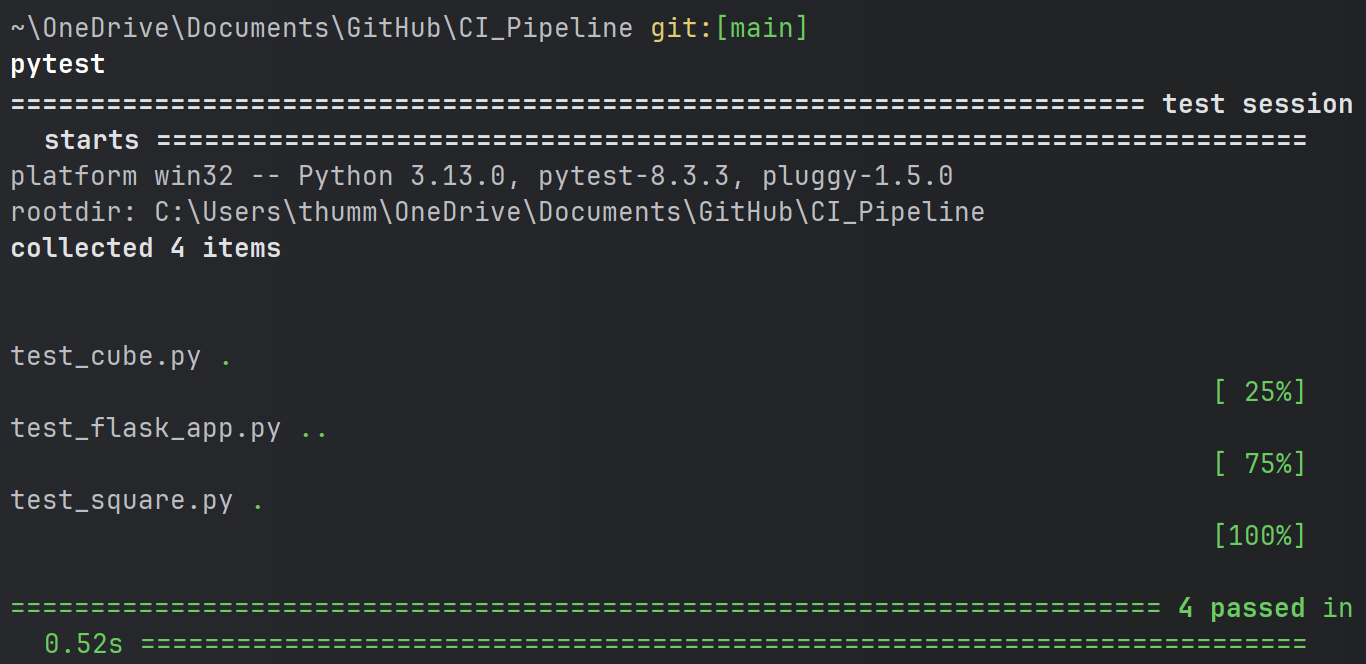 ~\OneDrive\Documents\GitHub\CI_Pipeline git:[main]
pytest
======================================================================= test session
starts ========================================================================
platform win32 -- Python 3.13.0, pytest-8.3.3, pluggy-1.5.0
rootdir: C:\Users\thumm\OneDrive\Documents\GitHub\CI_Pipeline
collected 4 items
test_cube.py .
[ 25%]
test_flask_app.py ..
[ 75%]
test_square.py .
[100%]
======================================================================== 4 passed in
0.52s =========================================================================